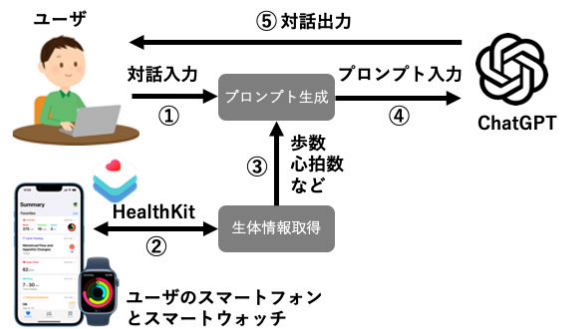 ユーザ
⑤ 対話出力
対話入力
①
プロンプト生成
プロンプト入力
④
ChatGPT
③
歩数
心拍数
など
HealthKit
②
生体情報取得
Summary
ユーザのスマートフォン
とスマートウォッチ